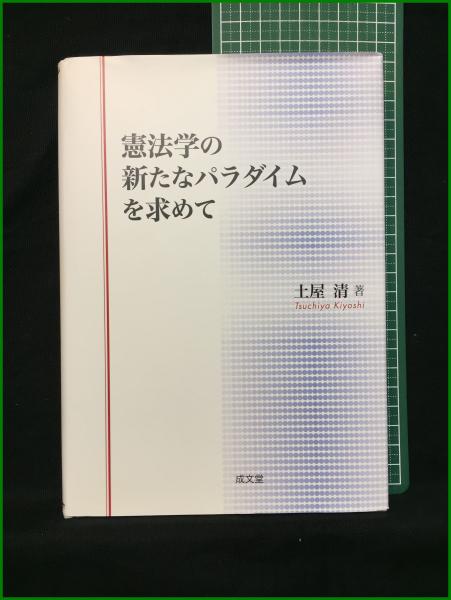 憲法学の
新たなパラダイム
を求めて
土屋 清 著
Tsuchiya Kiyoshi
成文堂